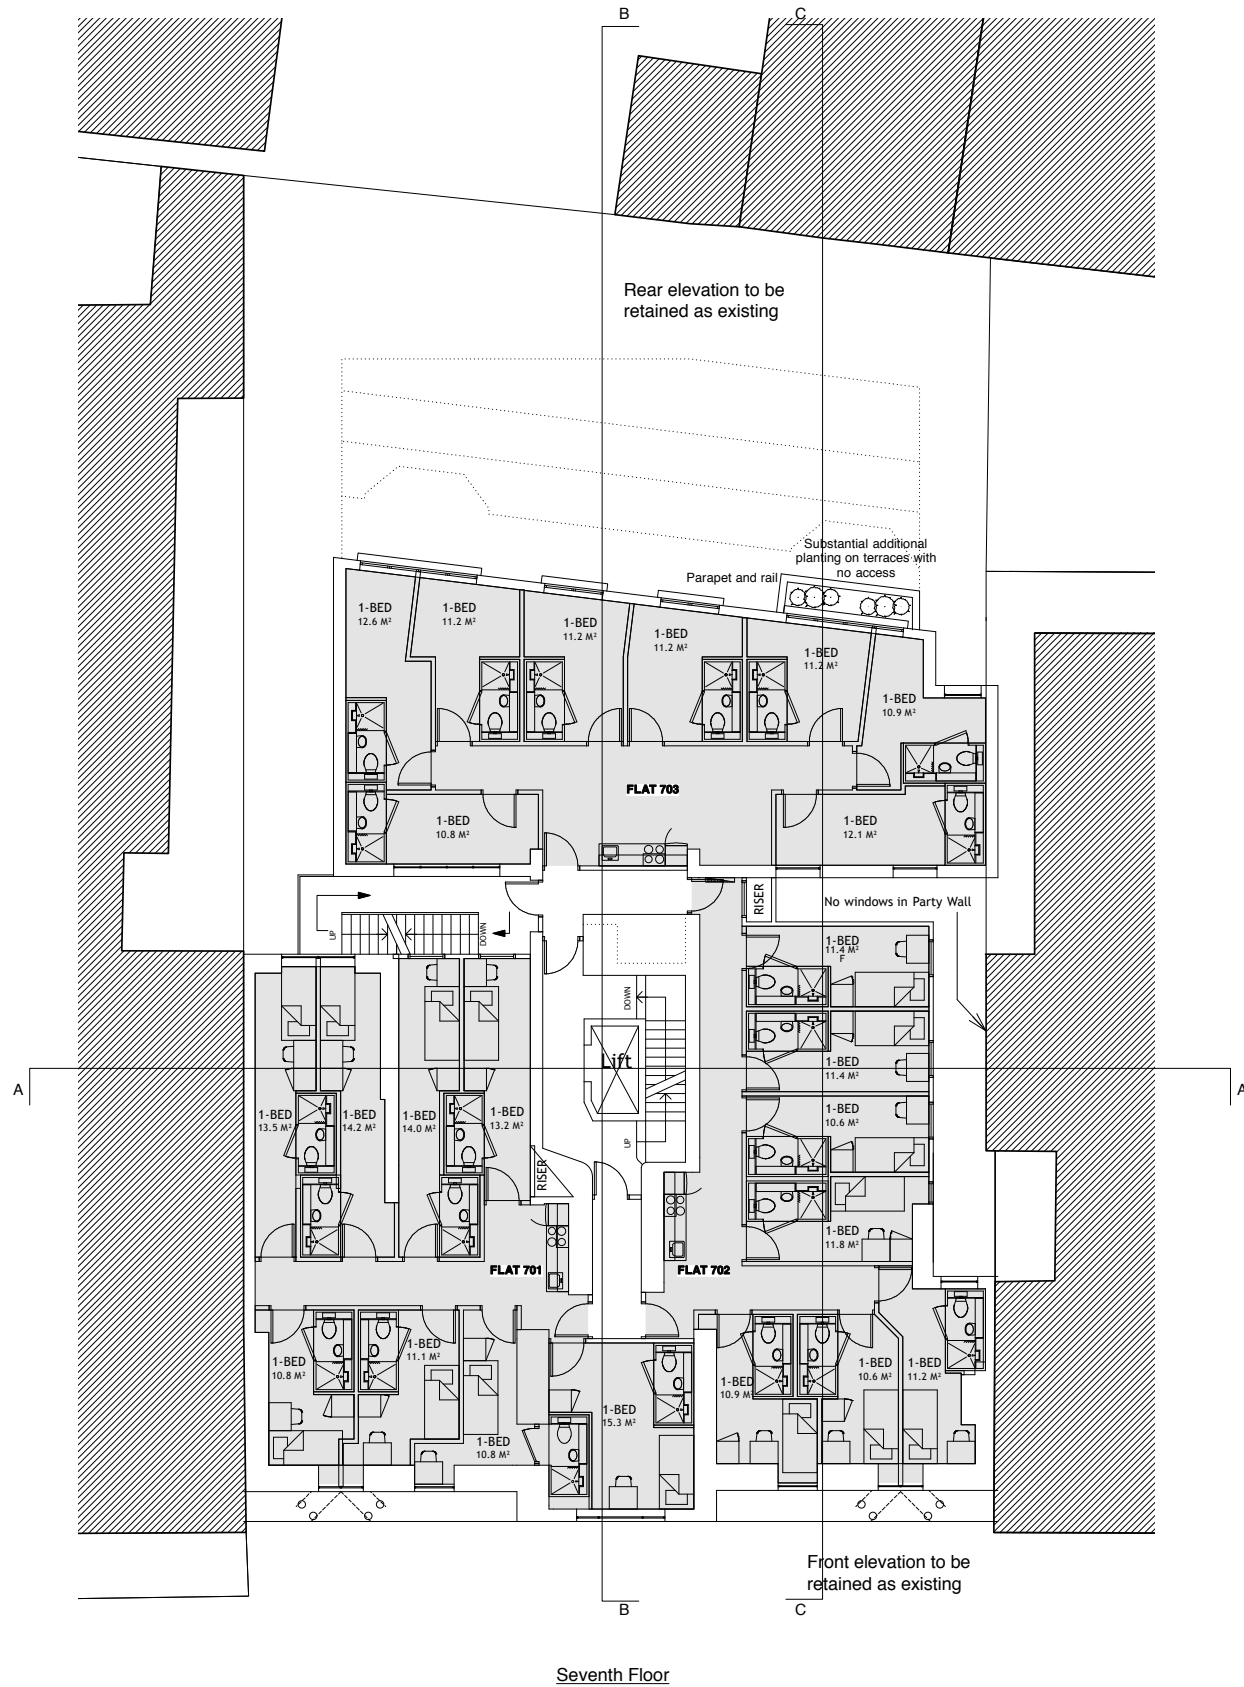 B
C
Rear elevation to be
retained as existing
Substantial additional
planting on terraces with
no access
Parapet and rail
1-BED
12.6 M²
1-BED
11.2 M²
1-BED
11.2 M²
1-BED
11.2 M²
1-BED
11.2 M²
1-BED
10.9 M²
FLAT 703
1-BED
10.8 M²
1-BED
12.1 M²
RISER
No windows in Party Wall
UP
DOWN
1-BED
11.4 M²
F
DOWN
Lift
1-BED
11.4 M²
A
A
1-BED
13.5 M²
1-BED
14.2 M²
1-BED
14.0 M²
1-BED
13.2 M²
1-BED
10.6 M²
UP
RISER
1-BED
11.8 M²
FLAT 701
FLAT 702
1-BED
10.8 M²
1-BED
11.1 M²
1-BED
10.8 M²
1-BED
15.3 M²
1-BED
10.9 M²
1-BED
10.6 M²
1-BED
11.2 M²
Front elevation to be
retained as existing
B
C
Seventh Floor